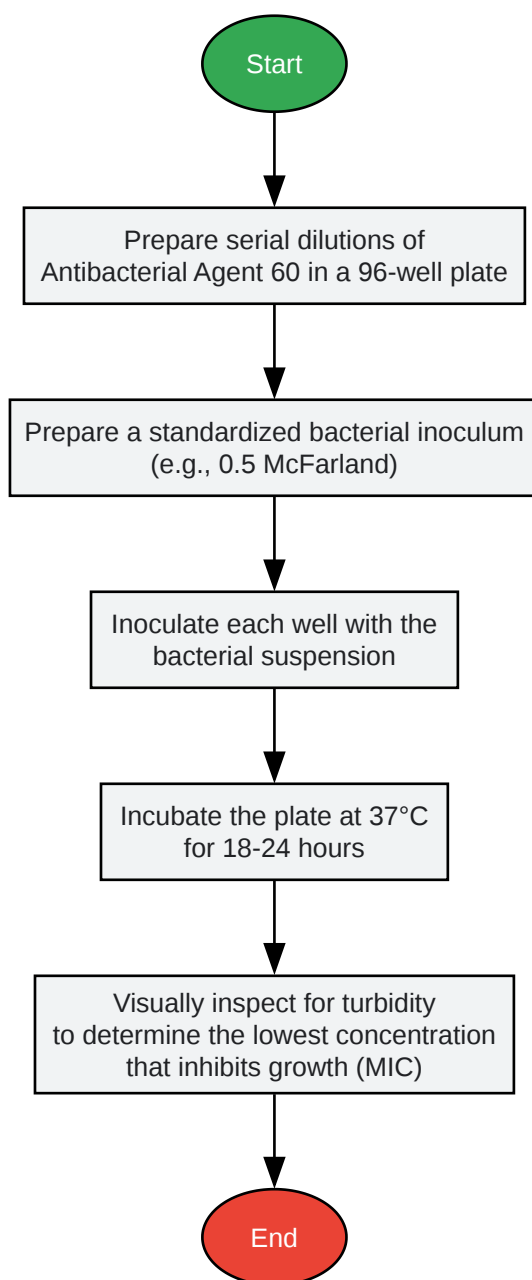 Start
Prepare serial dilutions of
Antibacterial Agent 60 in a 96-well plate
Prepare a standardized bacterial inoculum
(e.g., 0.5 McFarland)
Inoculate each well with the
bacterial suspension
Incubate the plate at 37°C
for 18-24 hours
Visually inspect for turbidity
to determine the lowest concentration
that inhibits growth (MIC)
End